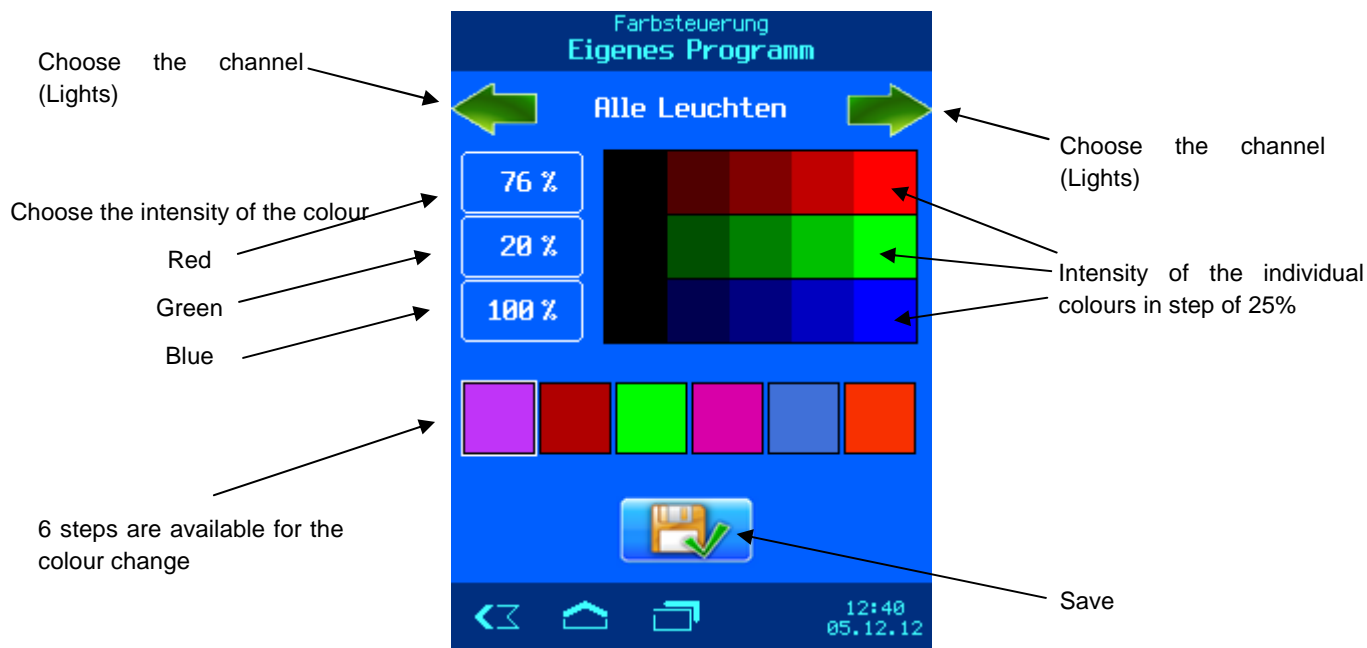 Farbsteuerung
Eigenes Programm
Choose the channel
(Lights)
Alle Leuchten
Choose the channel
(Lights)
76 %
Choose the intensity of the colour
Red
20 %
Green
100 %
Blue
Intensity of the individual
colours in step of 25%
6 steps are available for the
colour change
Save
12:40
05.12.12